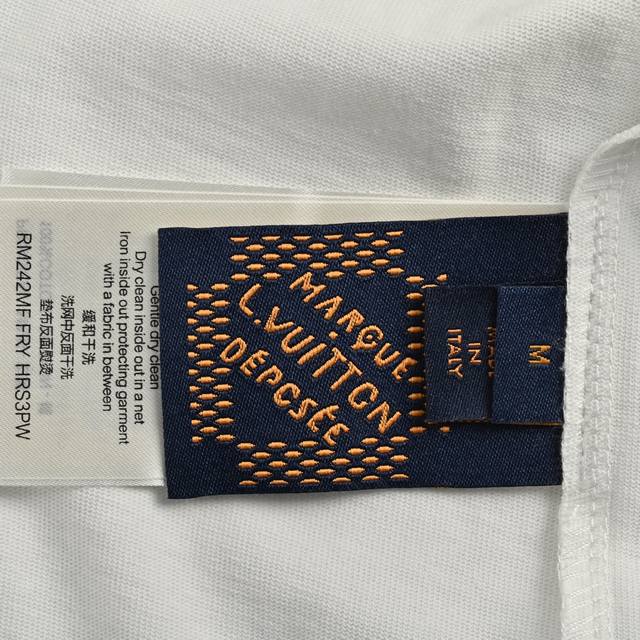 MARQUE
L.VUITTON
DÉPOSÉE
MADE
IN
ITALY
M
Gentle dry clean
Dry clean inside out in a net
Iron inside out protecting garment
with a fabric in between
缓和干洗
洗网中反面干洗
垫布反面熨烫
RM242MF FRY HRS3PW